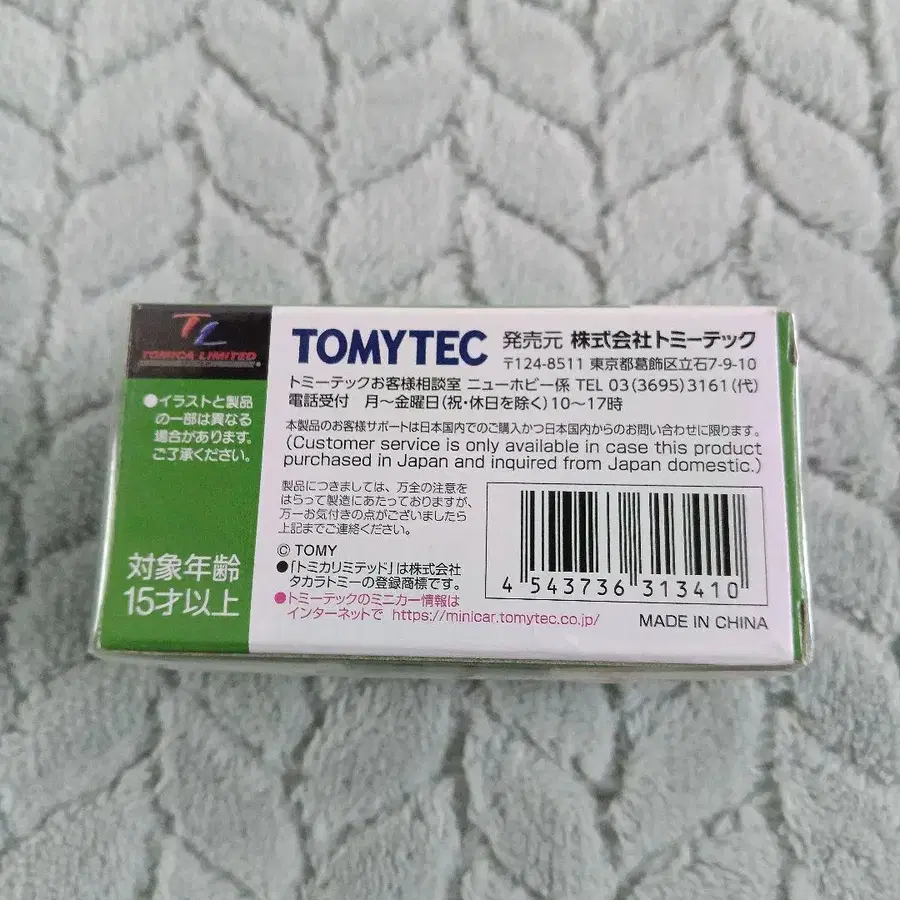 TL
TOMICA LIMITED
●イラストと製品
の一部は異なる
場合があります。
ご了承ください。
対象年齢
15才以上
TOMYTEC 発売元 株式会社トミーテック
〒124-8511 東京都葛飾区立石7-9-10
トミーテックお客様相談室 ニューホビー係 TEL 03(3695)3161(代)
電話受付 月〜金曜日(祝・休日を除く)10〜17時
本製品のお客様サポートは日本国内でのご購入かつ日本国内からのお問い合わせに限ります。
(Customer service is only available in case this product
purchased in Japan and inquired from Japan domestic.)
製品につきましては、万全の注意を
はらって製造にあたっておりますが、
万一お気付きの点がございましたら
上記までご連絡ください。
© TOMY
●「トミカリミテッド」は株式会社
タカラトミーの登録商標です。
●トミーテックのミニカー情報は
インターネットで https://minicar.tomytec.co.jp/
4 543736 313410
MADE IN CHINA